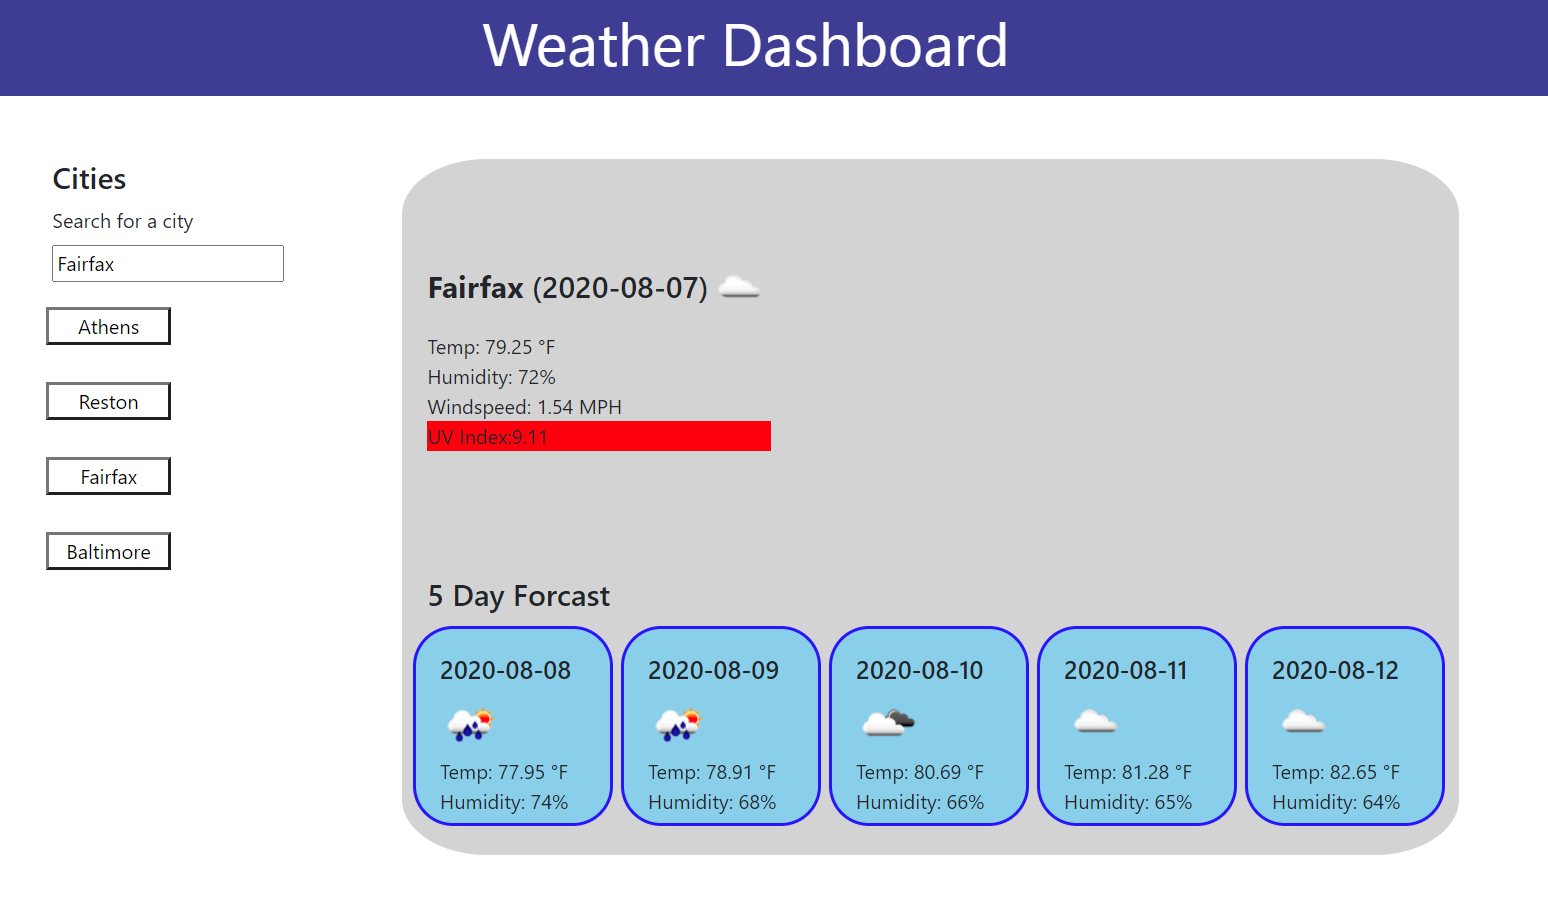 Weather Dashboard
Cities
Search for a city
Fairfax
Athens
Reston
Fairfax
Baltimore
Fairfax (2020-08-07)
Temp: 79.25 °F
Humidity: 72%
Windspeed: 1.54 MPH
UV Index:9.11
5 Day Forcast
2020-08-08
Temp: 77.95 °F
Humidity: 74%
2020-08-09
Temp: 78.91 °F
Humidity: 68%
2020-08-10
Temp: 80.69 °F
Humidity: 66%
2020-08-11
Temp: 81.28 °F
Humidity: 65%
2020-08-12
Temp: 82.65 °F
Humidity: 64%